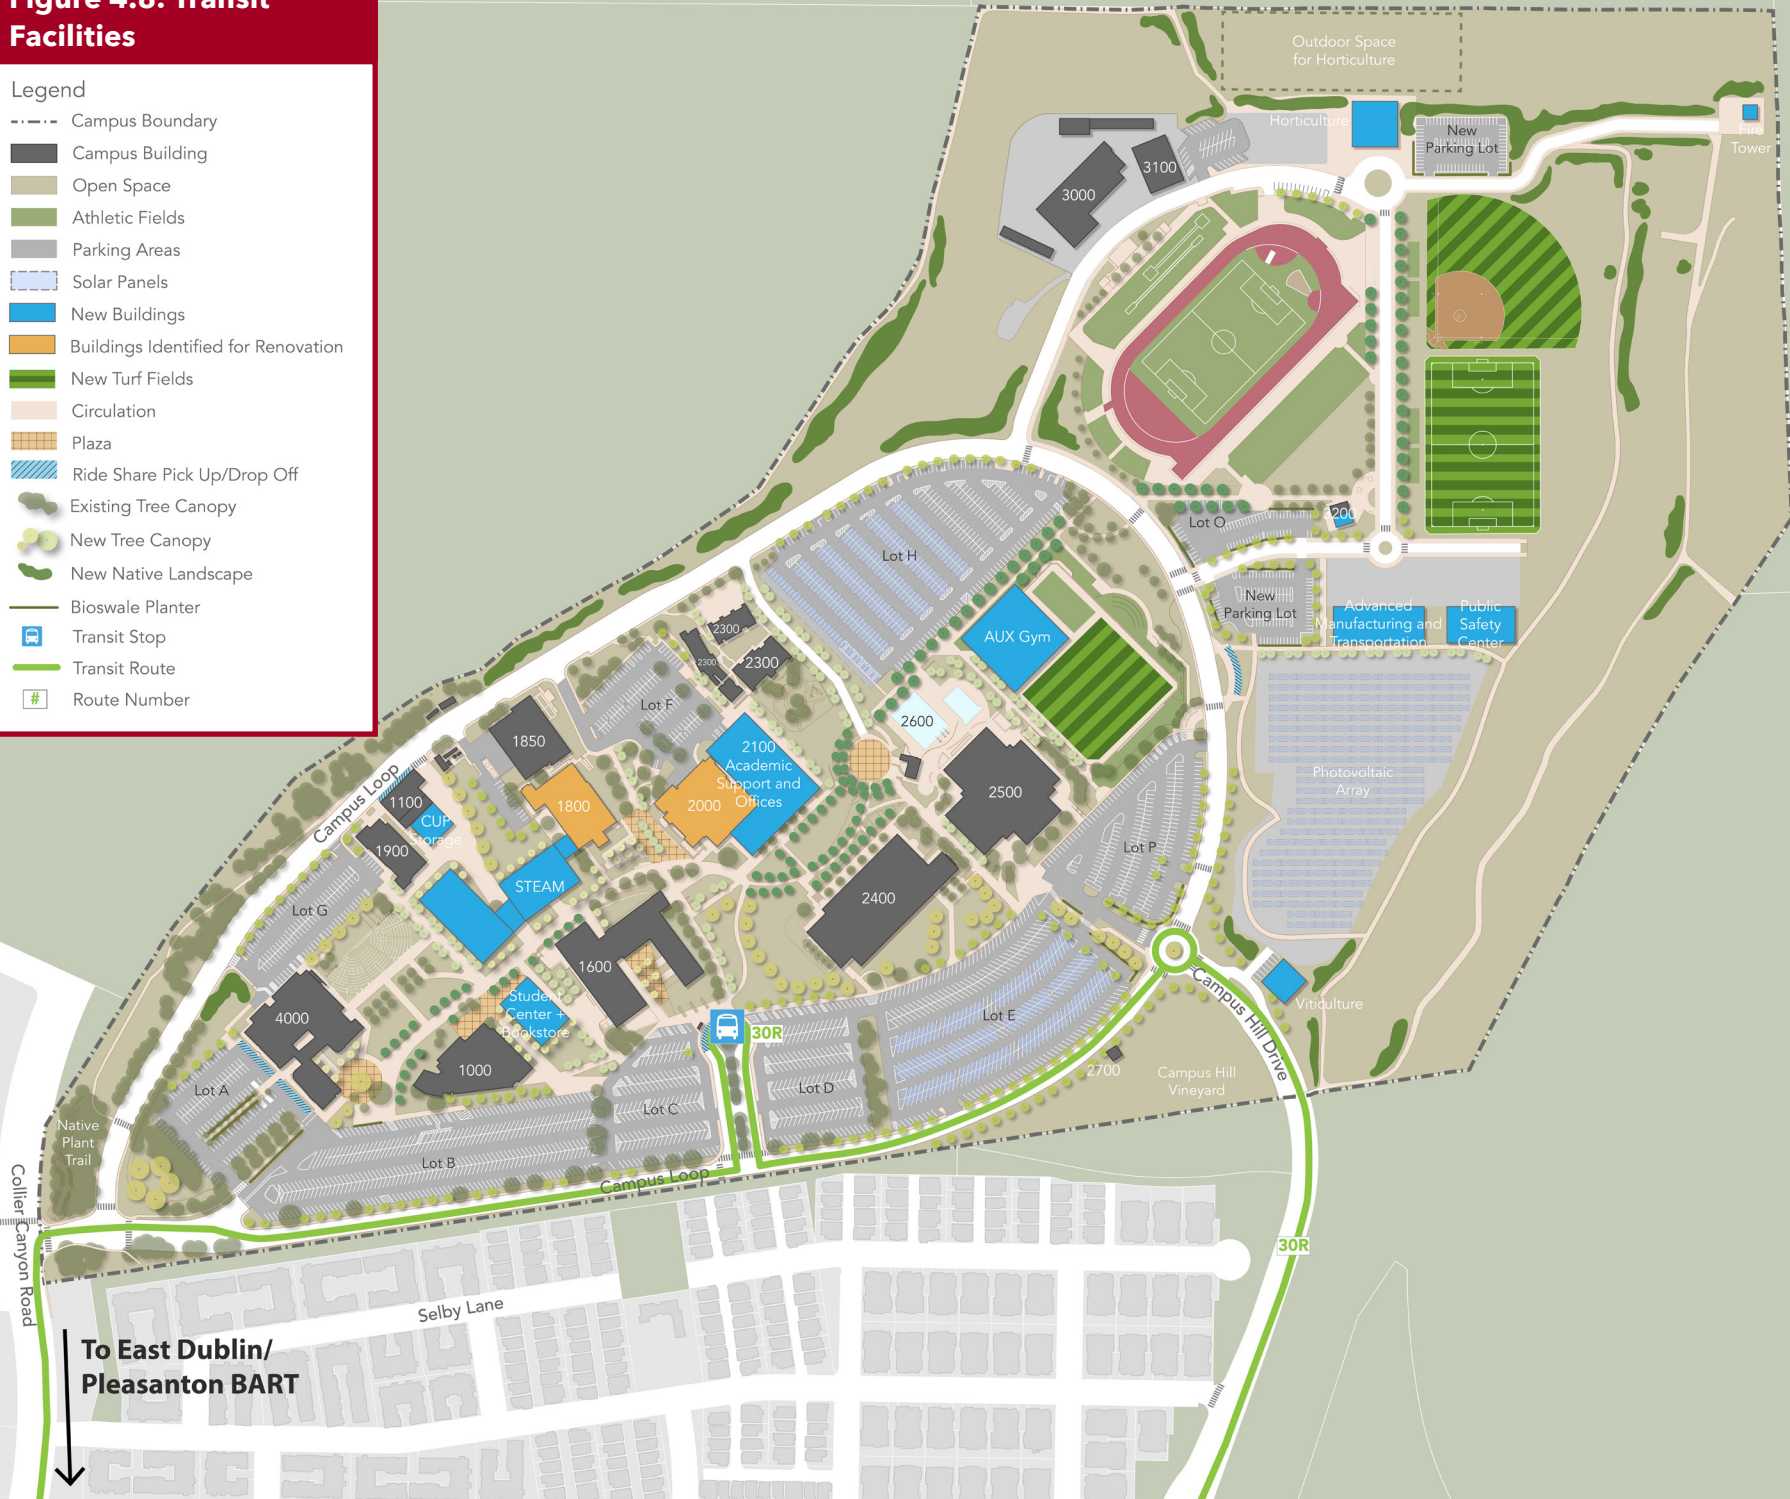 Figure 4.8: Transit
Facilities
Legend
Campus Boundary
Campus Building
Open Space
Athletic Fields
Parking Areas
Solar Panels
New Buildings
Buildings Identified for Renovation
New Turf Fields
Circulation
Plaza
Ride Share Pick Up/Drop Off
Existing Tree Canopy
New Tree Canopy
New Native Landscape
Bioswale Planter
Transit Stop
Transit Route
#
Route Number
Outdoor Space
for Horticulture
Horticulture
New
Parking Lot
Fire
Tower
3100
3000
Lot O
3200
Lot H
New
Parking Lot
Advanced
Manufacturing and
Transportation
Public
Safety
Center
AUX Gym
2300
2300
2300
Lot F
2600
1850
2100
Academic
Support and
Offices
Photovoltaic
Array
Campus Loop
1100
1800
2000
2500
CUP
Storage
1900
Lot P
STEAM
2400
Lot G
1600
Student
Center +
Bookstore
4000
Lot E
Viticulture
Campus Hill Drive
30R
1000
2700
Campus Hill
Vineyard
Lot A
Lot D
Lot C
Native
Plant
Trail
Lot B
Campus Loop
Collier Canyon Road
30R
Selby Lane
To East Dublin/
Pleasanton BART